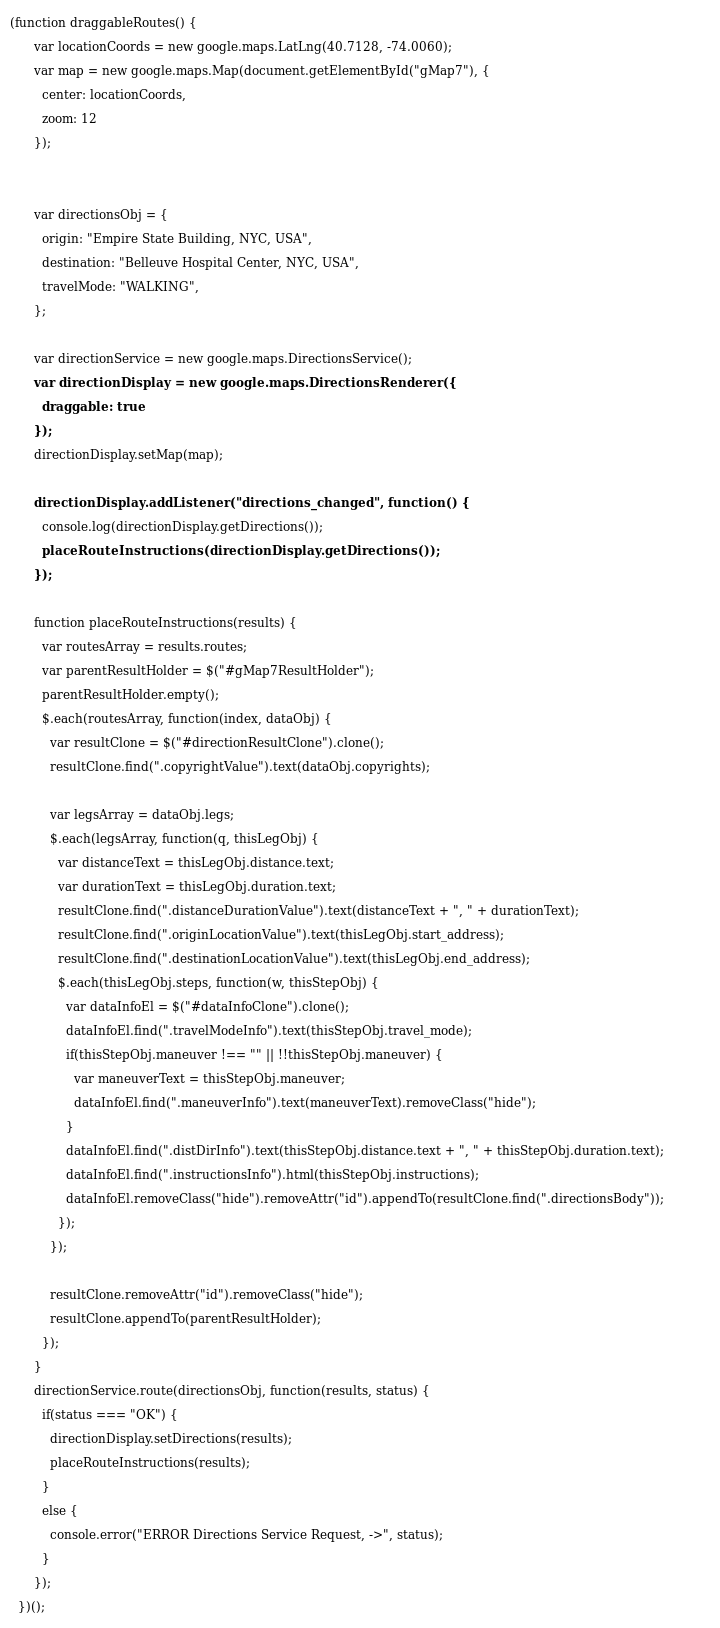 (function draggableRoutes() {
var locationCoords = new google.maps.LatLng(40.7128, -74.0060);
var map = new google.maps.Map(document.getElementById("gMap7"), {
center: locationCoords,
zoom: 12
});
var directionsObj = {
origin: "Empire State Building, NYC, USA",
destination: "Belleuve Hospital Center, NYC, USA",
travelMode: "WALKING",
};
var directionService = new google.maps.DirectionsService();
var directionDisplay = new google.maps.DirectionsRenderer({
draggable: true
});
directionDisplay.setMap(map);
directionDisplay.addListener("directions_changed", function() {
console.log(directionDisplay.getDirections());
placeRouteInstructions(directionDisplay.getDirections());
});
function placeRouteInstructions(results) {
var routesArray = results.routes;
var parentResultHolder = $("#gMap7ResultHolder");
parentResultHolder.empty();
$.each(routesArray, function(index, dataObj) {
var resultClone = $("#directionResultClone").clone();
resultClone.find(".copyrightValue").text(dataObj.copyrights);
var legsArray = dataObj.legs;
$.each(legsArray, function(q, thisLegObj) {
var distanceText = thisLegObj.distance.text;
var durationText = thisLegObj.duration.text;
resultClone.find(".distanceDurationValue").text(distanceText + ", " + durationText);
resultClone.find(".originLocationValue").text(thisLegObj.start_address);
resultClone.find(".destinationLocationValue").text(thisLegObj.end_address);
$.each(thisLegObj.steps, function(w, thisStepObj) {
var dataInfoEl = $("#dataInfoClone").clone();
dataInfoEl.find(".travelModeInfo").text(thisStepObj.travel_mode);
if(thisStepObj.maneuver !== "" || !!thisStepObj.maneuver) {
var maneuverText = thisStepObj.maneuver;
dataInfoEl.find(".maneuverInfo").text(maneuverText).removeClass("hide");
}
dataInfoEl.find(".distDirInfo").text(thisStepObj.distance.text + ", " + thisStepObj.duration.text);
dataInfoEl.find(".instructionsInfo").html(thisStepObj.instructions);
dataInfoEl.removeClass("hide").removeAttr("id").appendTo(resultClone.find(".directionsBody"));
});
});
resultClone.removeAttr("id").removeClass("hide");
resultClone.appendTo(parentResultHolder);
});
}
directionService.route(directionsObj, function(results, status) {
if(status === "OK") {
directionDisplay.setDirections(results);
placeRouteInstructions(results);
}
else {
console.error("ERROR Directions Service Request, ->", status);
}
});
})();